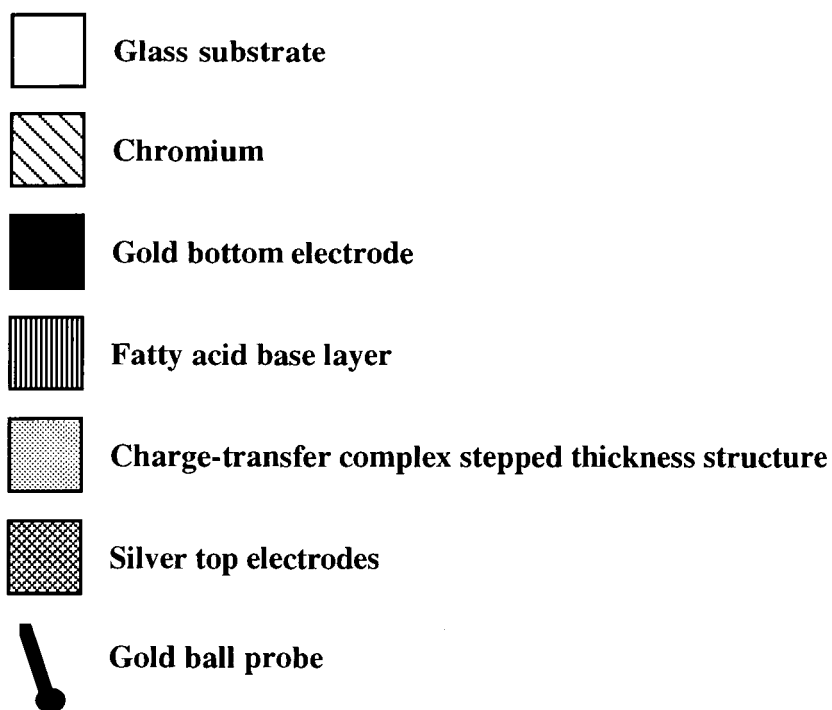 Glass substrate
Chromium
Gold bottom electrode
Fatty acid base layer
Charge-transfer complex stepped thickness structure
Silver top electrodes
Gold ball probe